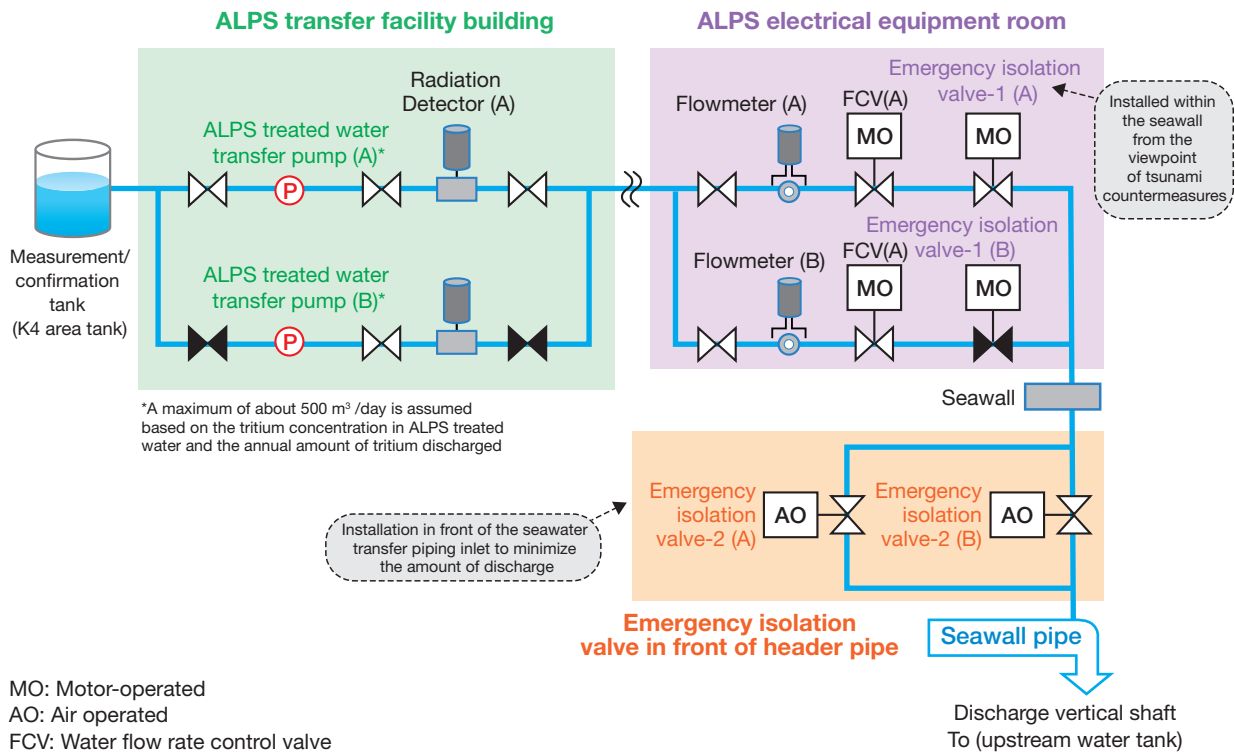 ALPS transfer facility building
ALPS electrical equipment room
Radiation
Detector (A)
ALPS treated water
transfer pump (A)*
P
Measurement/
confirmation
tank
(K4 area tank)
ALPS treated water
transfer pump (B)*
P
*A maximum of about 500 m³ /day is assumed
based on the tritium concentration in ALPS treated
water and the annual amount of tritium discharged
Emergency isolation
valve-1 (A)
Flowmeter (A)
FCV(A)
MO
MO
Installed within
the seawall
from the
viewpoint
of tsunami
countermeasures
Emergency isolation
valve-1 (B)
Flowmeter (B)
FCV(A)
MO
MO
Seawall
Emergency
isolation
valve-2 (A)
AO
Emergency
isolation
valve-2 (B)
AO
Installation in front of the seawater
transfer piping inlet to minimize
the amount of discharge
Emergency isolation
valve in front of header pipe
Seawall pipe
Discharge vertical shaft
To (upstream water tank)
MO: Motor-operated
AO: Air operated
FCV: Water flow rate control valve